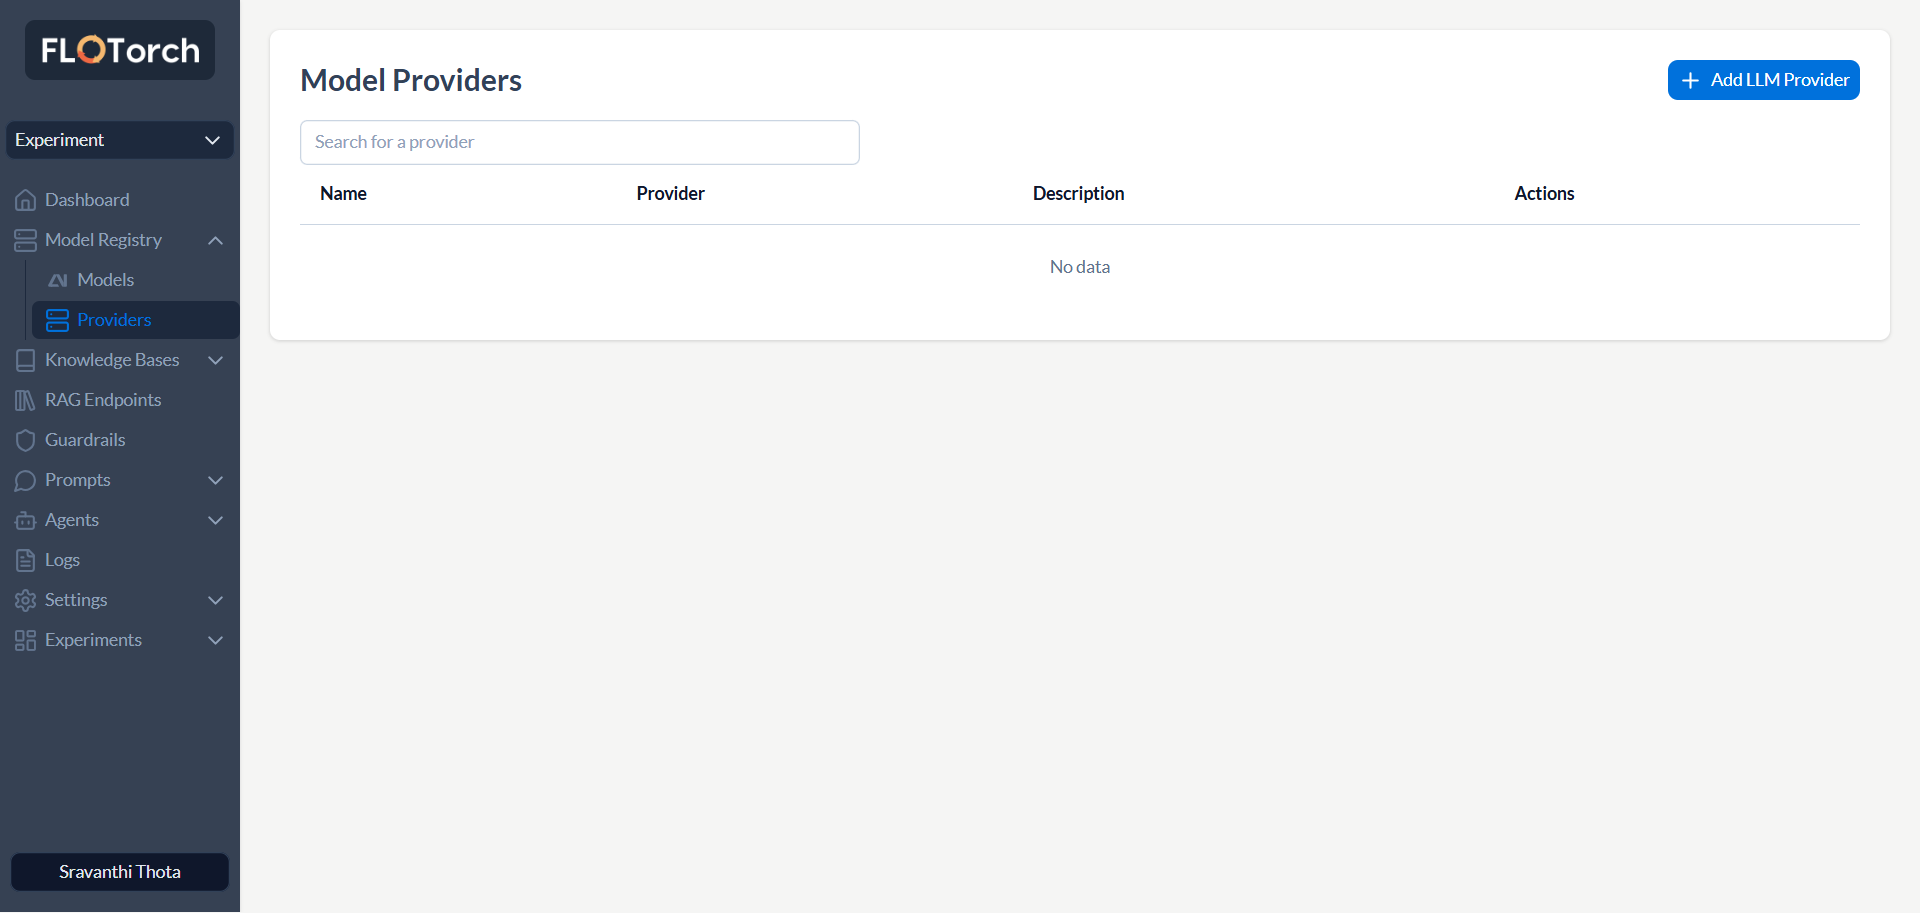 FLOTorch
Experiment
Dashboard
Model Registry
Models
Providers
Knowledge Bases
RAG Endpoints
Guardrails
Prompts
Agents
Logs
Settings
Experiments
Sravanthi Thota
Model Providers
Add LLM Provider
Search for a provider
Name Provider Description Actions
No data